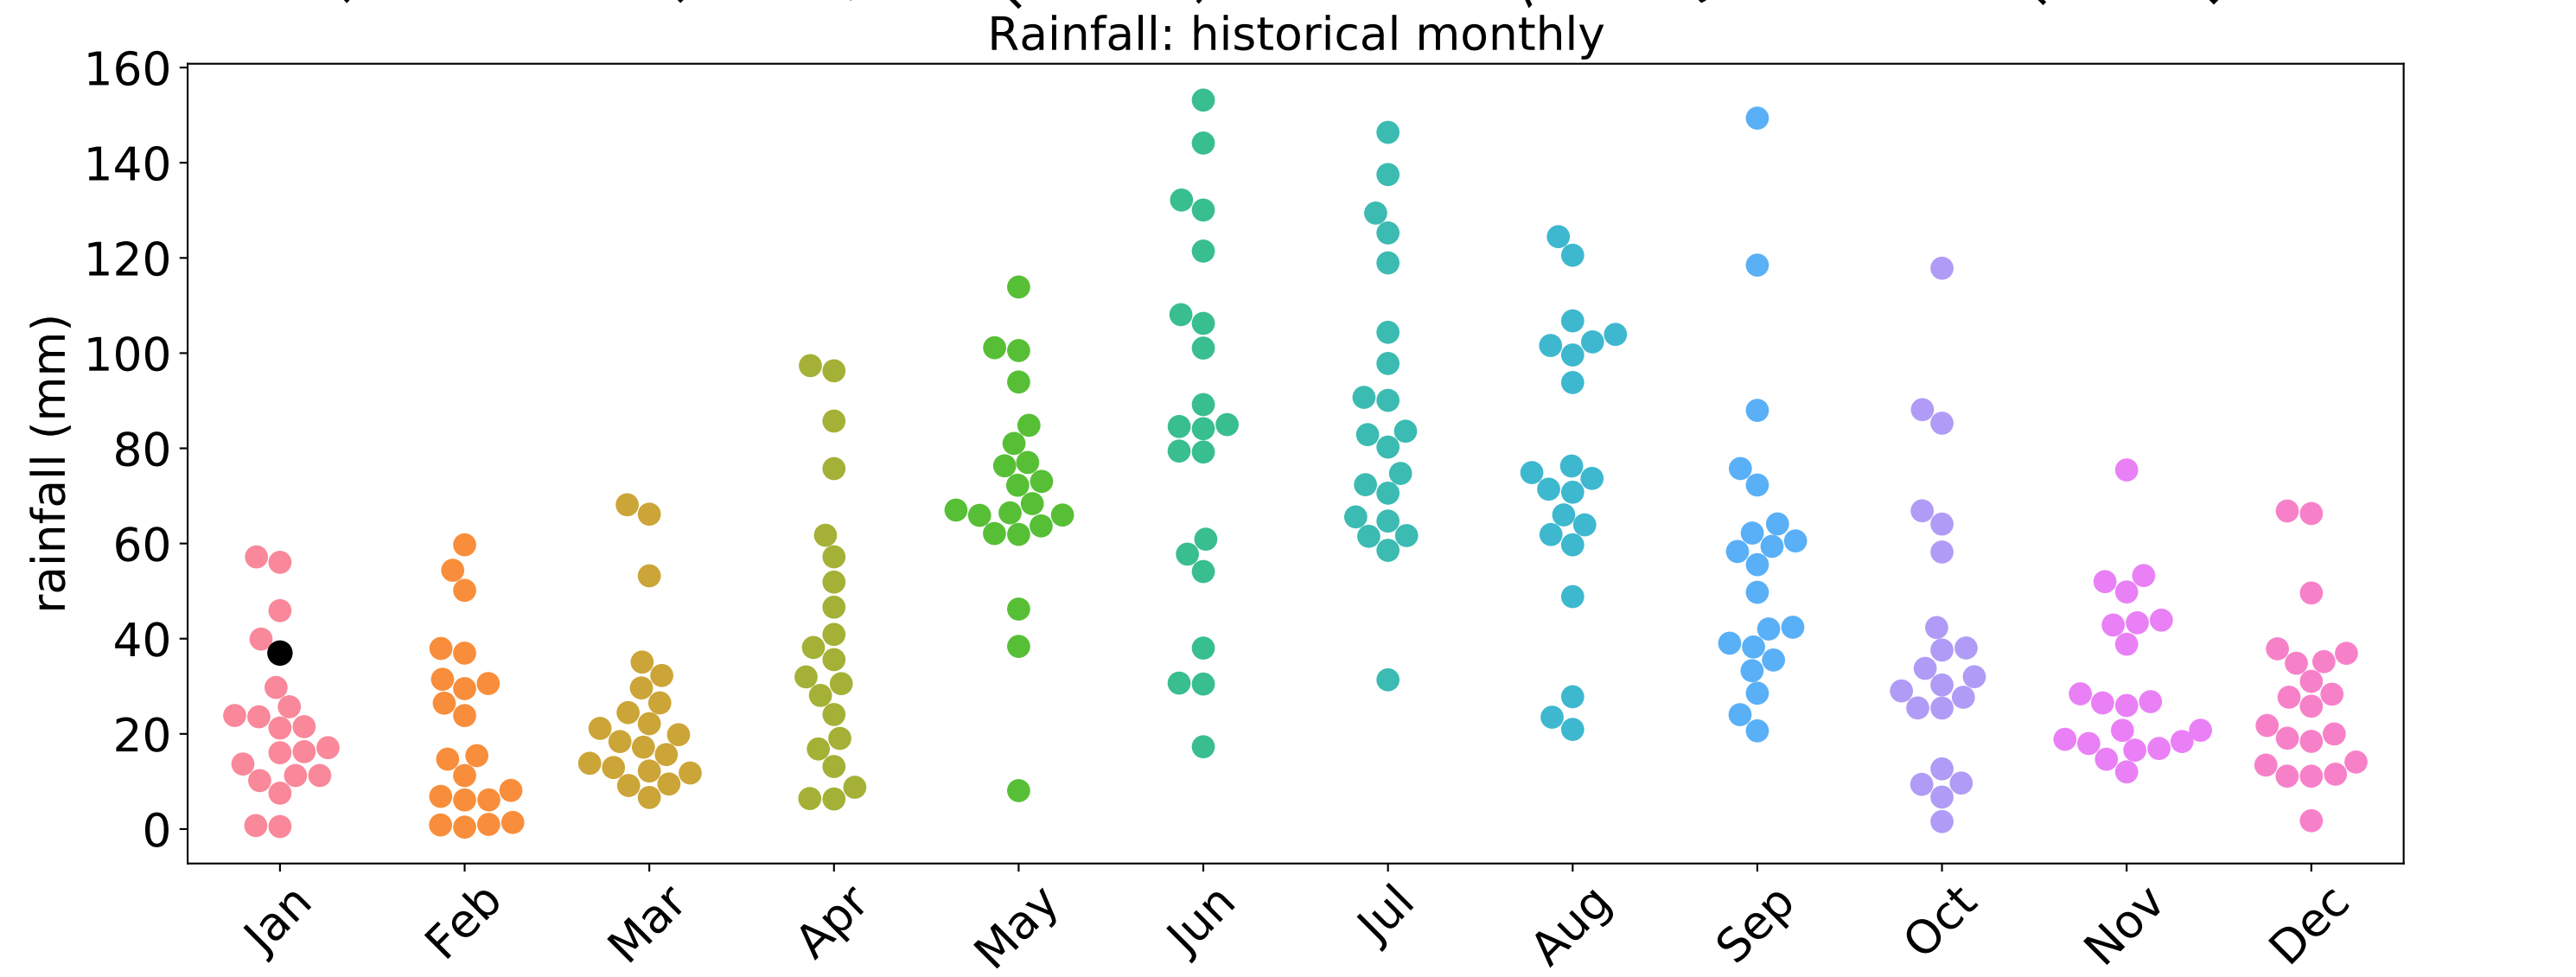 Rainfall: historical monthly
160
140
120
100
80
60
40
20
0
rainfall (mm)
Jan
Feb
Mar
Apr
May
Jun
Jul
Aug
Sep
Oct
Nov
Dec